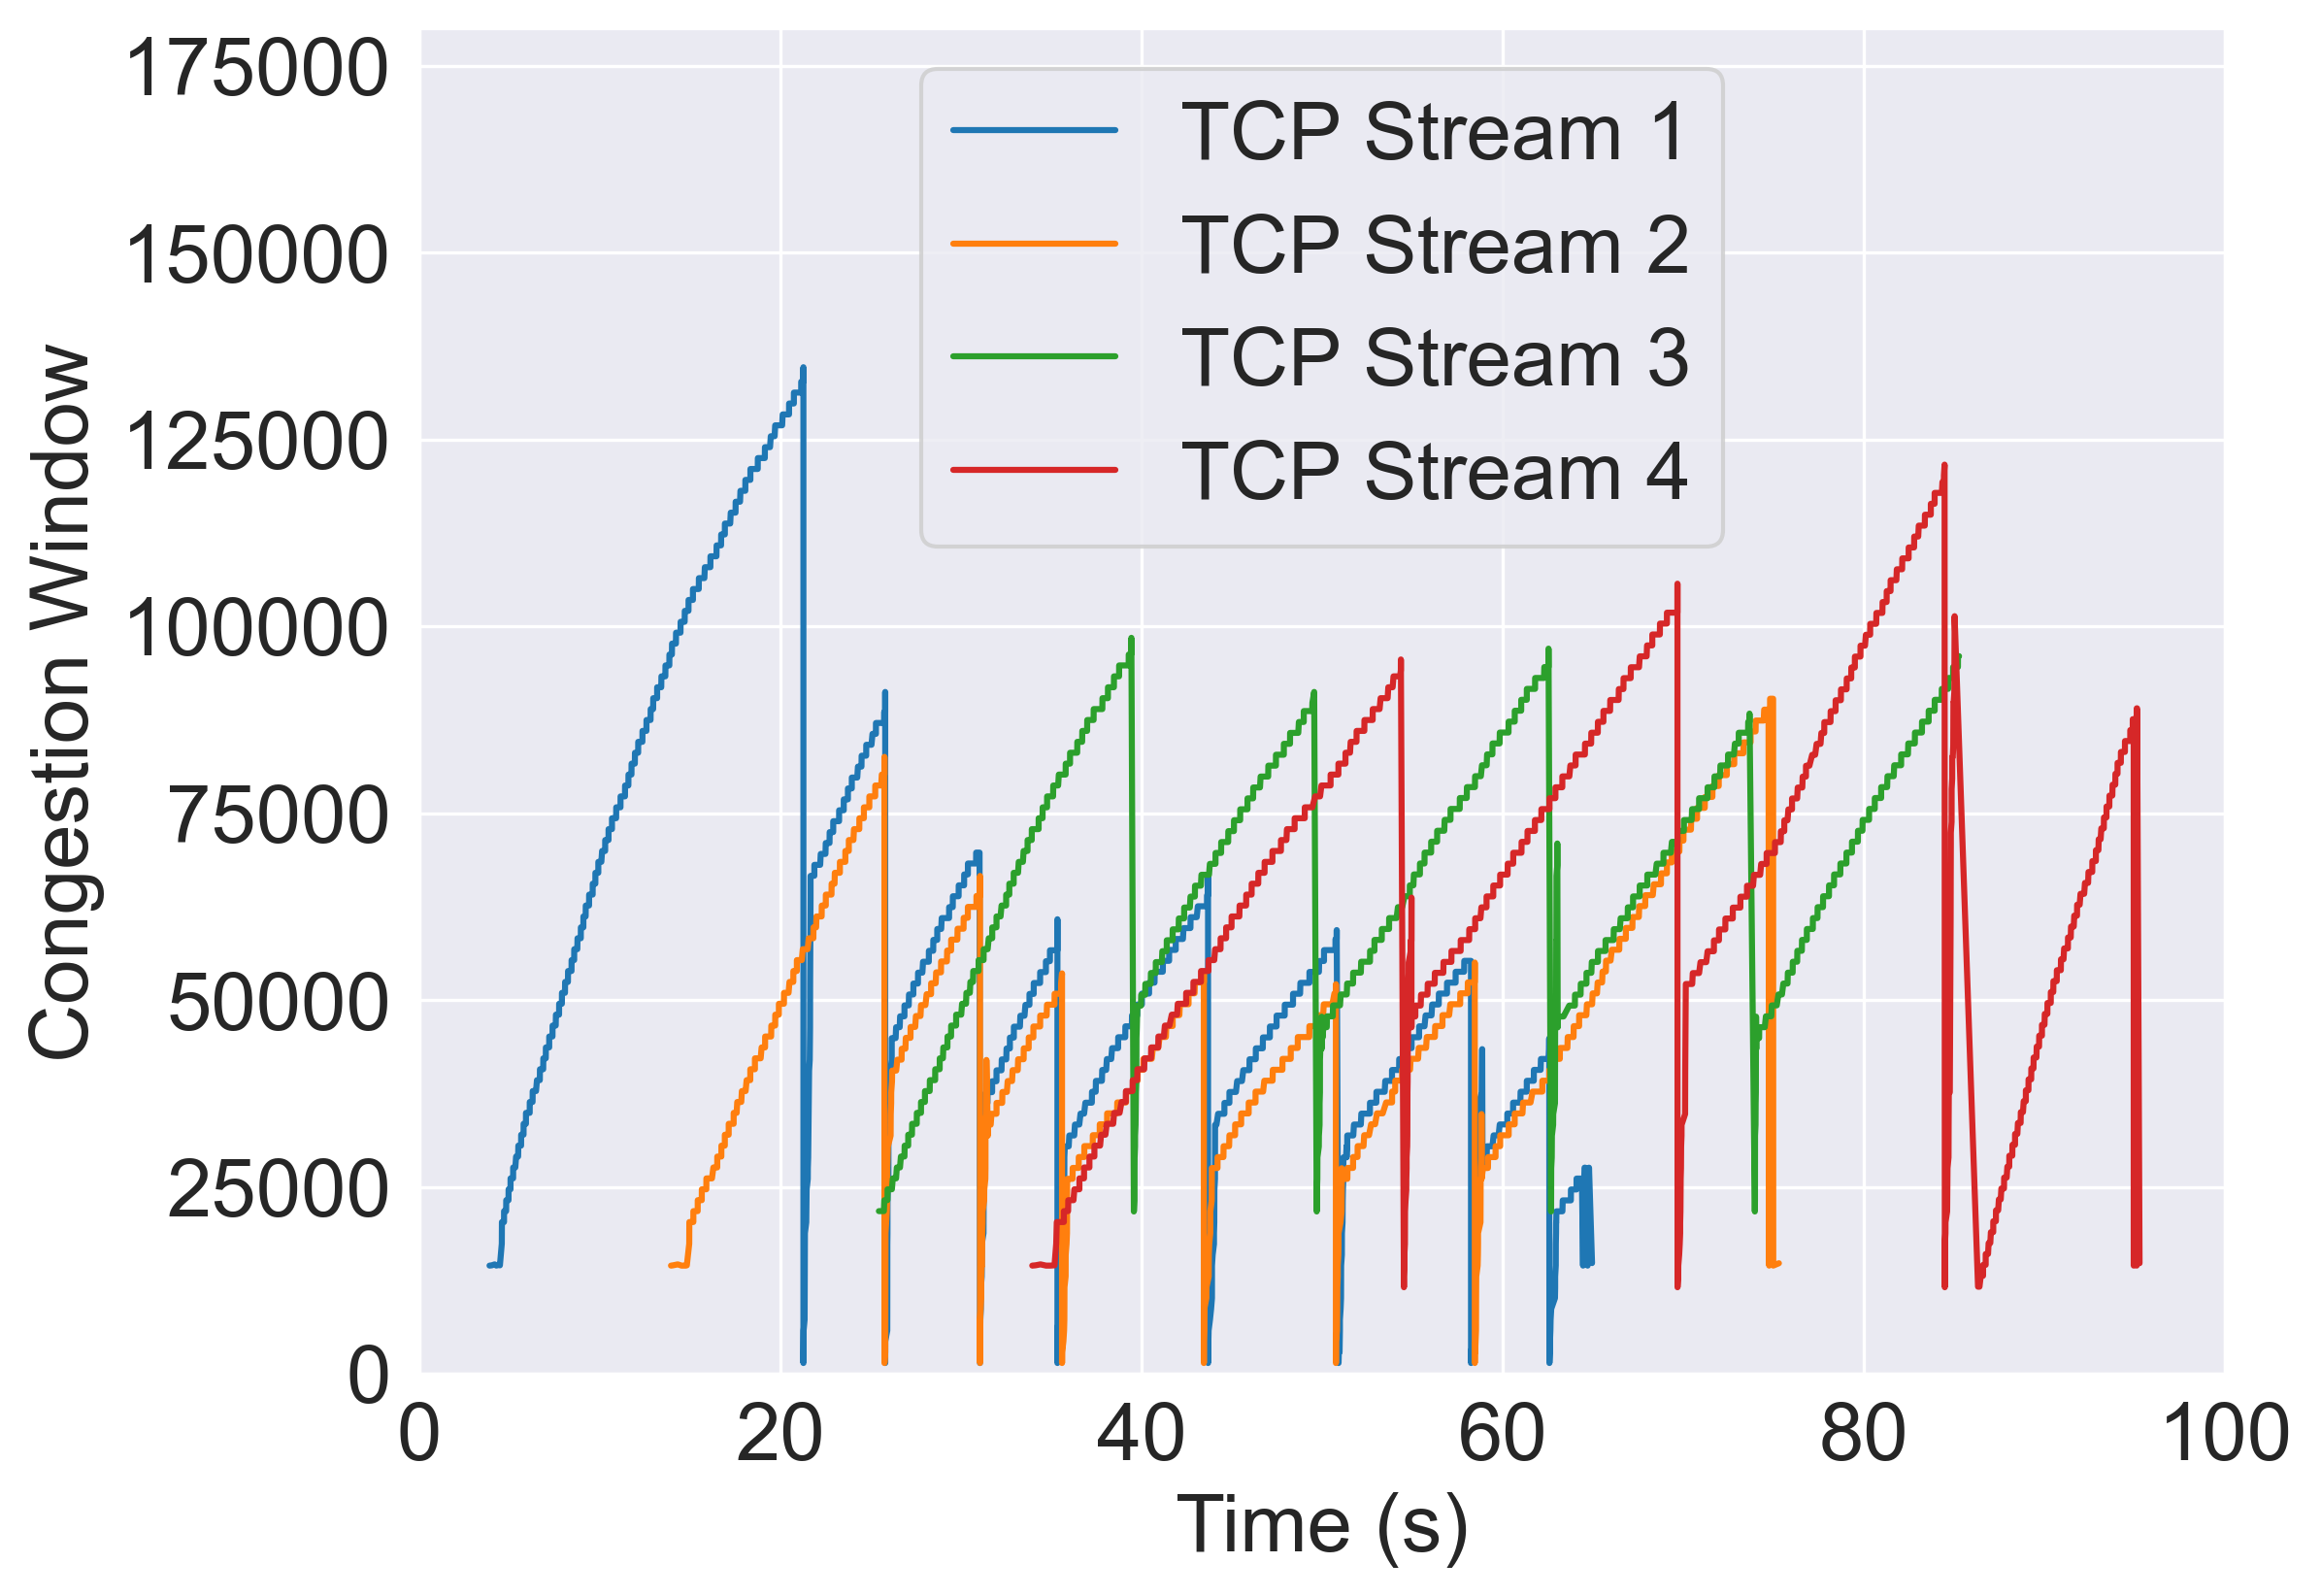 175000
150000
125000
100000
75000
50000
25000
0
Congestion Window
TCP Stream 1
TCP Stream 2
TCP Stream 3
TCP Stream 4
0 20 40 60 80 100
Time (s)